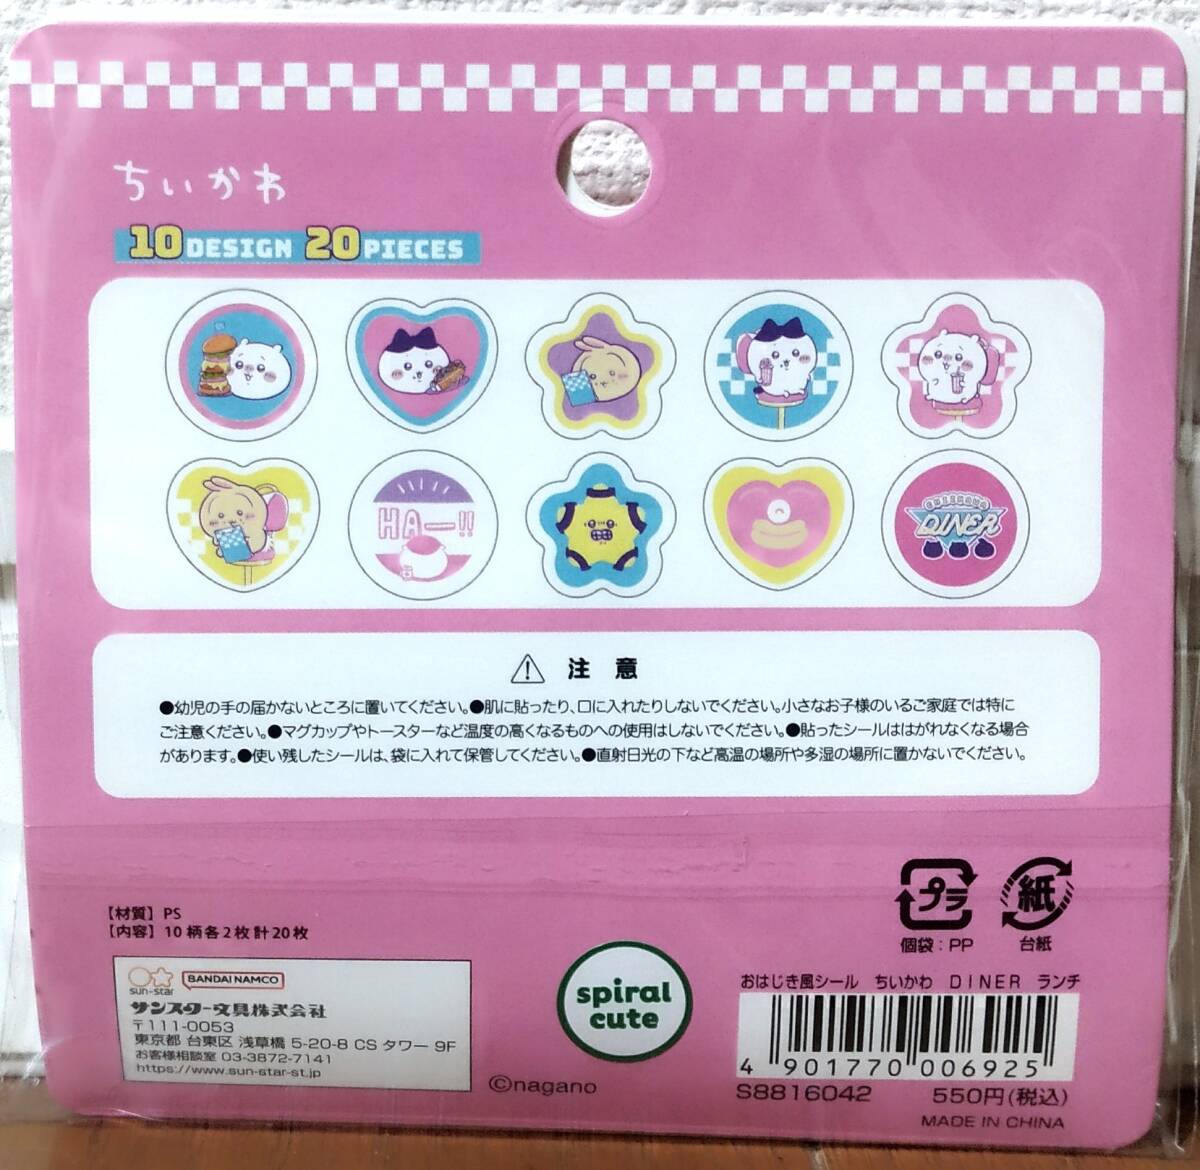 ちいかわ
10 DESIGN 20 PIECES
HA—!!
CHIIKAWA
DINER
注意
●幼児の手の届かないところに置いてください。●肌に貼ったり、口に入れたりしないでください。小さなお子様のいるご家庭では特に
ご注意ください。●マグカップやトースターなど温度の高くなるものへの使用はしないでください。●貼ったシールははがれなくなる場合
があります。●使い残したシールは、袋に入れて保管してください。●直射日光の下など高温の場所や多湿の場所に置かないでください。
プラ
紙
個袋:PP
台紙
【材質】PS
【内容】10柄各2枚計20枚
sun-star
BANDAI NAMCO
サンスター文具株式会社
〒111-0053
東京都 台東区 浅草橋 5-20-8 CS タワー 9F
お客様相談室 03-3872-7141
https://www.sun-star-st.jp
spiral
cute
©nagano
おはじき風シール ちいかわ DINER ランチ
4 901770 006925
S8816042 550円(税込)
MADE IN CHINA